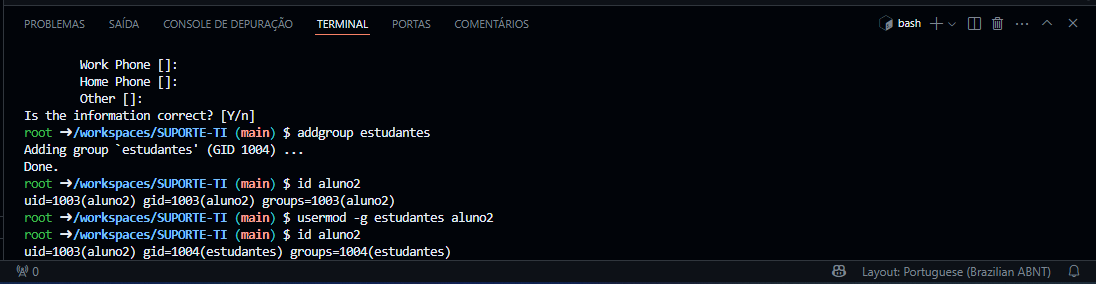 PROBLEMAS SAÍDA CONSOLE DE DEPURAÇÃO TERMINAL PORTAS COMENTÁRIOS bash
Work Phone []:
Home Phone []:
Other []:
Is the information correct? [Y/n]
root ➜/workspaces/SUPORTE-TI (main) $ addgroup estudantes
Adding group `estudantes' (GID 1004) ...
Done.
root ➜/workspaces/SUPORTE-TI (main) $ id aluno2
uid=1003(aluno2) gid=1003(aluno2) groups=1003(aluno2)
root ➜/workspaces/SUPORTE-TI (main) $ usermod -g estudantes aluno2
root ➜/workspaces/SUPORTE-TI (main) $ id aluno2
uid=1003(aluno2) gid=1004(estudantes) groups=1004(estudantes)
0 Layout: Portuguese (Brazilian ABNT)